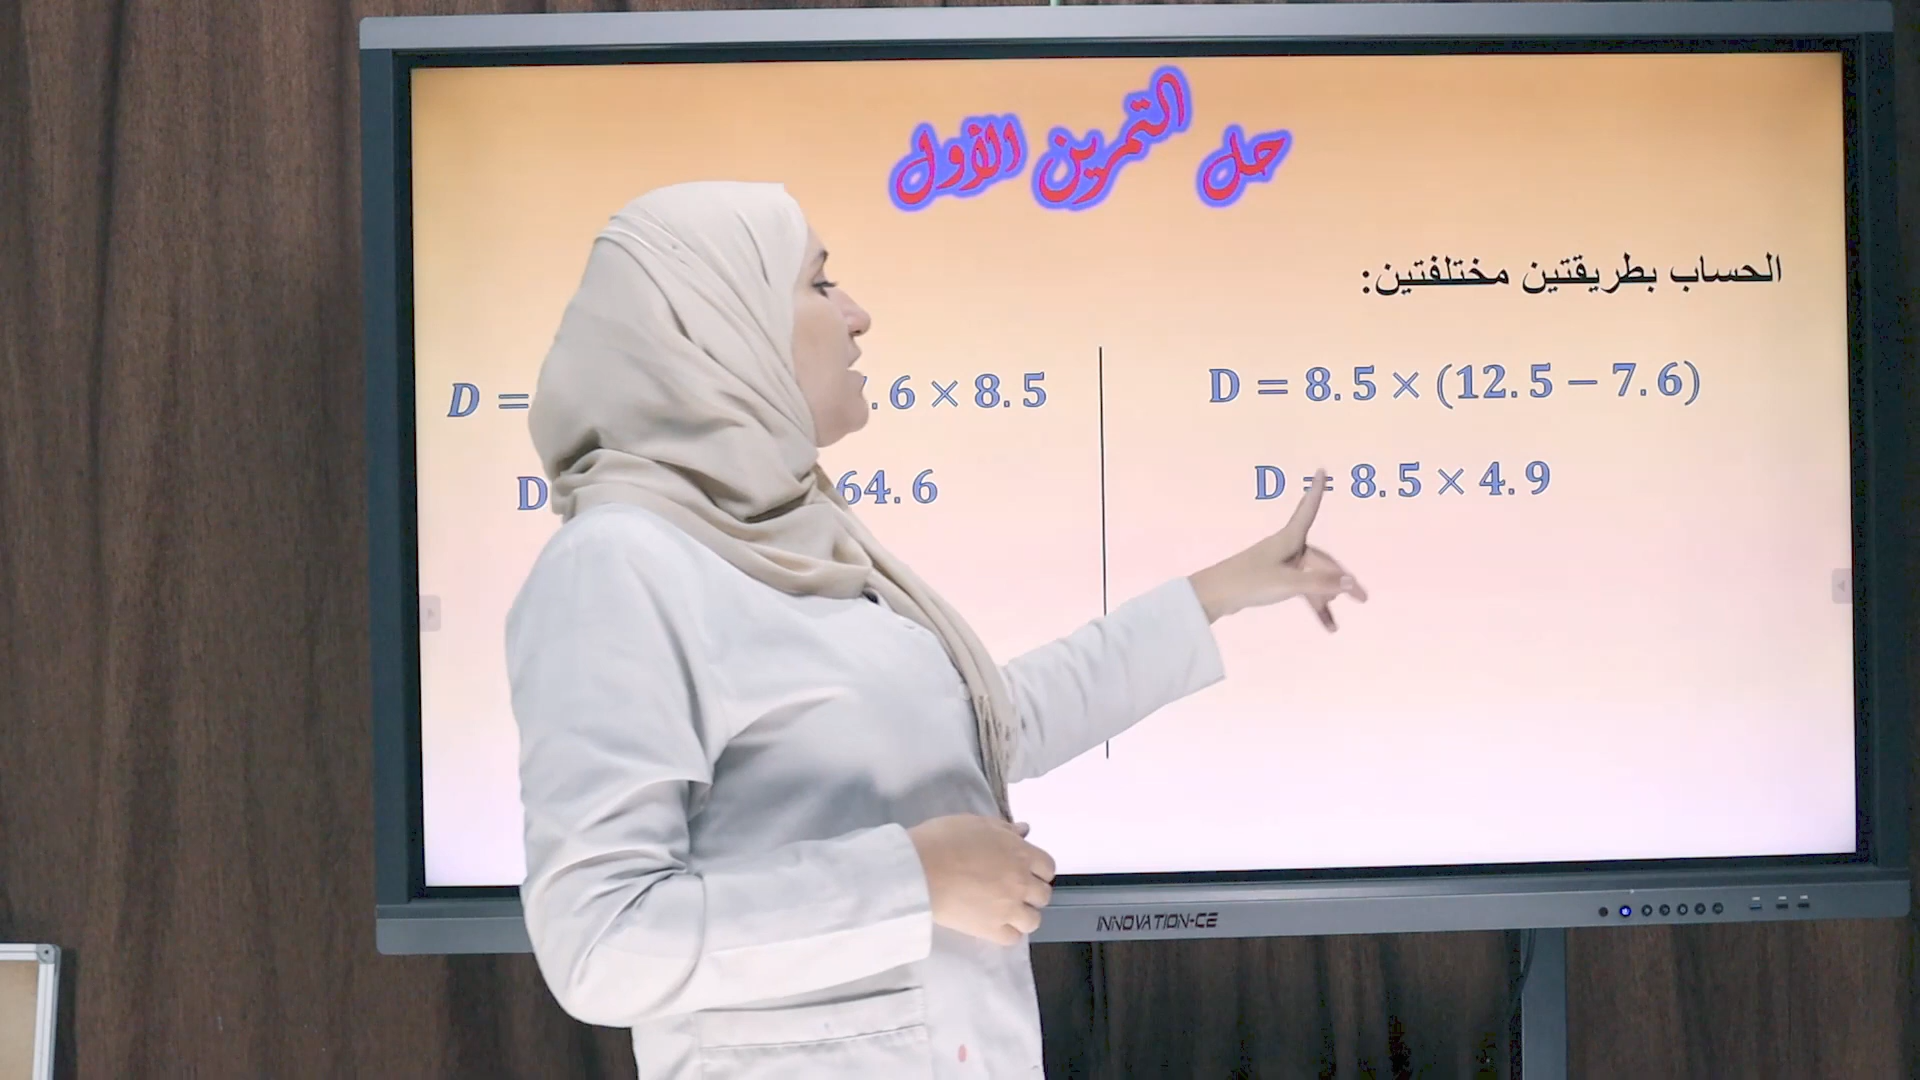 حل التمرين الأول
الحساب بطريقتين مختلفتين:
D = 8.5 × (12.5 − 7.6)
D = 8.5 × 4.9
D = .6 × 8.5
D 64.6
INNOVATION-CE